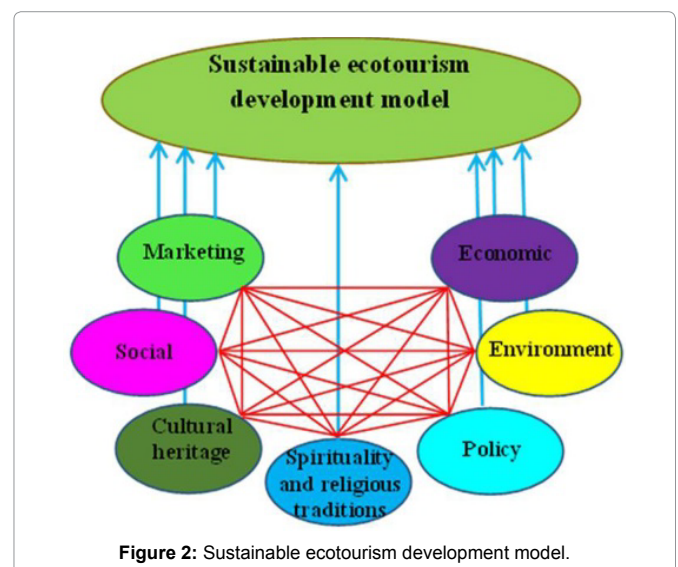 Sustainable ecotourism
development model
Marketing
Economic
Social
Environment
Cultural
heritage
Spirituality
and religious
traditions
Policy
Figure 2: Sustainable ecotourism development model.